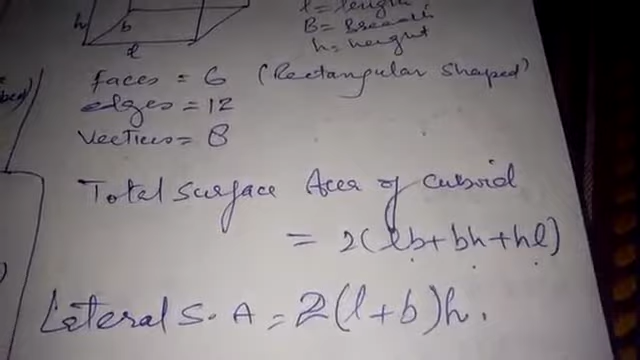 l = length
B = Breadth
h = height
h
b
l
faces = 6 (Rectangular Shaped)
edges = 12
Vertices = 8
Total Surface Area of cuboid
= 2(lb+bh+hl)
Lateral S. A = 2(l+b)h.